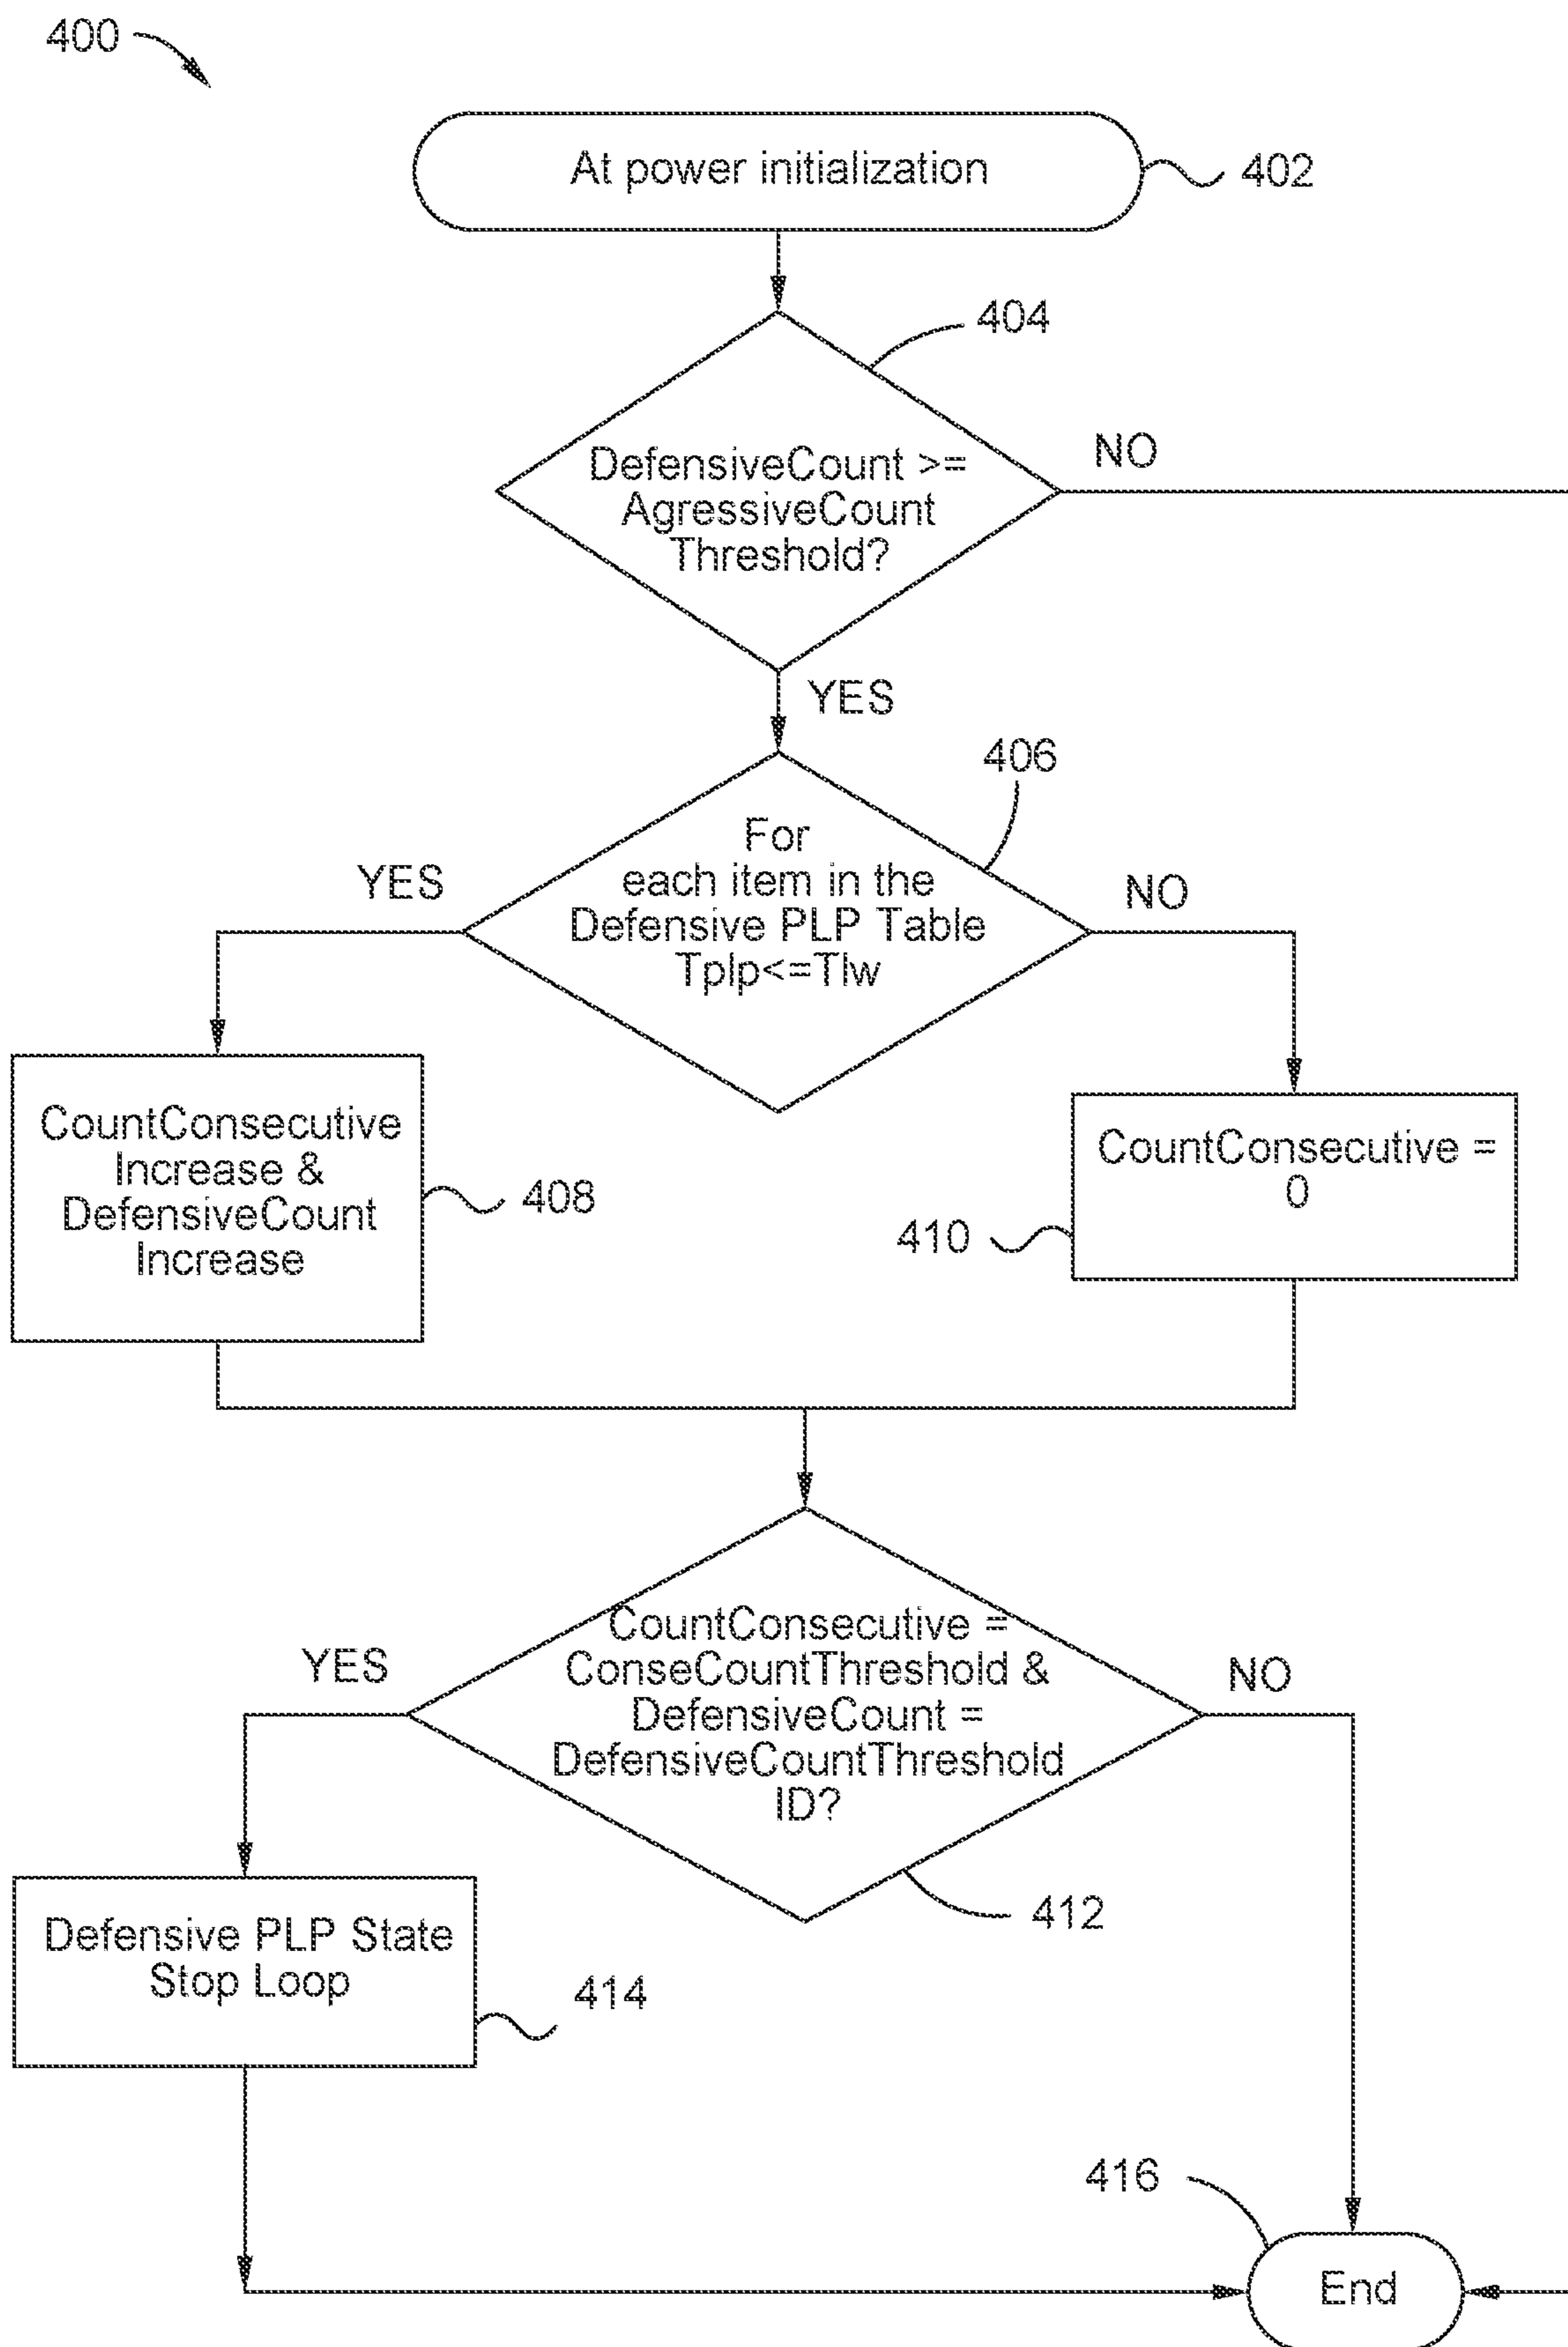 400
At power initialization
402
404
DefensiveCount >=
AgressiveCount
Threshold?
NO
YES
406
For
each item in the
Defensive PLP Table
Tplp<=Tlw
YES
NO
CountConsecutive
Increase &
DefensiveCount
Increase
408
CountConsecutive =
0
410
CountConsecutive =
ConseCountThreshold &
DefensiveCount =
DefensiveCountThreshold
ID?
YES
NO
412
Defensive PLP State
Stop Loop
414
416
End